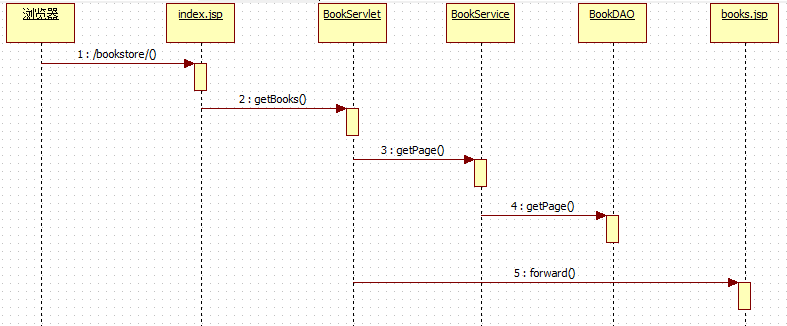 浏览器 index.jsp BookServlet BookService BookDAO books.jsp
1 : /bookstore/()
2 : getBooks()
3 : getPage()
4 : getPage()
5 : forward()